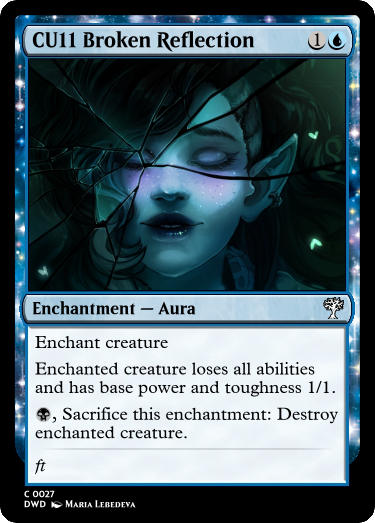 CU11 Broken Reflection 1
Enchantment — Aura
Enchant creature
Enchanted creature loses all abilities
and has base power and toughness 1/1.
, Sacrifice this enchantment: Destroy
enchanted creature.
ft
C 0027
DWD Maria Lebedeva